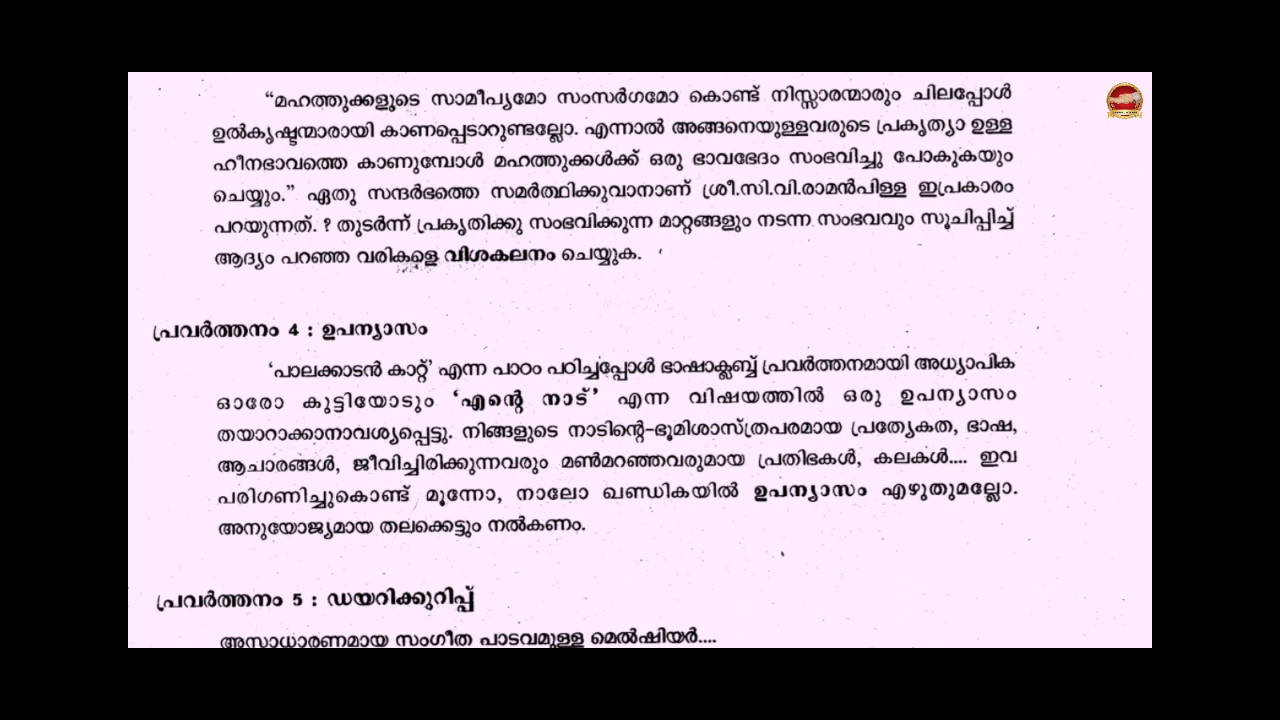 “മഹത്തുക്കളുടെ സാമീപ്യമോ സംസർഗമോ കൊണ്ട് നിസ്സാരന്മാരും ചിലപ്പോൾ
ഉൽകൃഷ്ടന്മാരായി കാണപ്പെടാറുണ്ടല്ലോ. എന്നാൽ അങ്ങനെയുള്ളവരുടെ പ്രകൃത്യാ ഉള്ള
ഹീനഭാവത്തെ കാണുമ്പോൾ മഹത്തുക്കൾക്ക് ഒരു ഭാവഭേദം സംഭവിച്ചു പോകുകയും
ചെയ്യും.” ഏതു സന്ദർഭത്തെ സമർത്ഥിക്കുവാനാണ് ശ്രീ.സി.വി.രാമൻപിള്ള ഇപ്രകാരം
പറയുന്നത്. ? തുടർന്ന് പ്രകൃതിക്കു സംഭവിക്കുന്ന മാറ്റങ്ങളും നടന്ന സംഭവവും സൂചിപ്പിച്ച്
ആദ്യം പറഞ്ഞ വരികളെ വിശകലനം ചെയ്യുക.
പ്രവർത്തനം 4 : ഉപന്യാസം
‘പാലക്കാടൻ കാറ്റ്’ എന്ന പാഠം പഠിച്ചപ്പോൾ ഭാഷാക്ലബ്ബ് പ്രവർത്തനമായി അധ്യാപിക
ഓരോ കുട്ടിയോടും ‘എന്റെ നാട്’ എന്ന വിഷയത്തിൽ ഒരു ഉപന്യാസം
തയാറാക്കാനാവശ്യപ്പെട്ടു. നിങ്ങളുടെ നാടിന്റെ-ഭൂമിശാസ്ത്രപരമായ പ്രത്യേകത, ഭാഷ,
ആചാരങ്ങൾ, ജീവിച്ചിരിക്കുന്നവരും മൺമറഞ്ഞവരുമായ പ്രതിഭകൾ, കലകൾ.... ഇവ
പരിഗണിച്ചുകൊണ്ട് മൂന്നോ, നാലോ ഖണ്ഡികയിൽ ഉപന്യാസം എഴുതുമല്ലോ.
അനുയോജ്യമായ തലക്കെട്ടും നൽകണം.
പ്രവർത്തനം 5 : ഡയറിക്കുറിപ്പ്
അസാധാരണമായ സംഗീത പാടവമുള്ള മെൽഷിയർ....